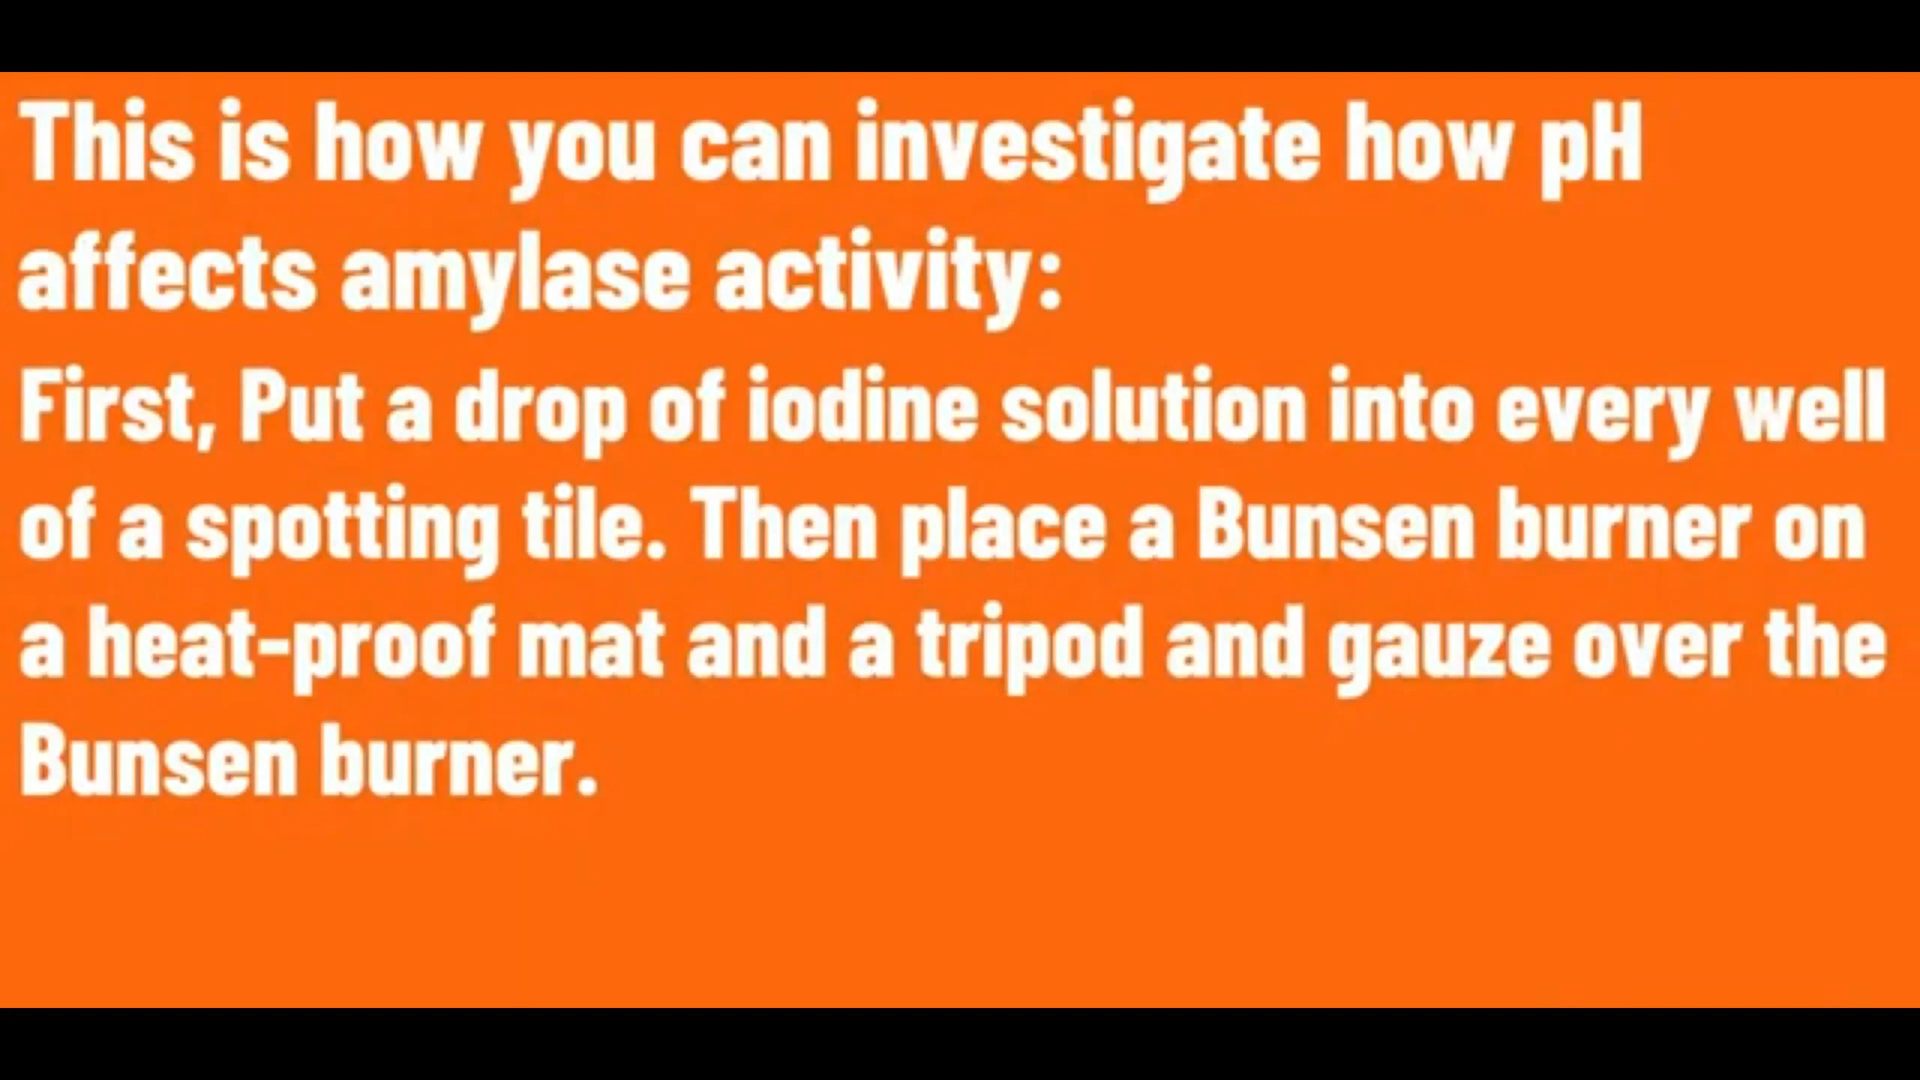 This is how you can investigate how pH
affects amylase activity:
First, Put a drop of iodine solution into every well
of a spotting tile. Then place a Bunsen burner on
a heat-proof mat and a tripod and gauze over the
Bunsen burner.